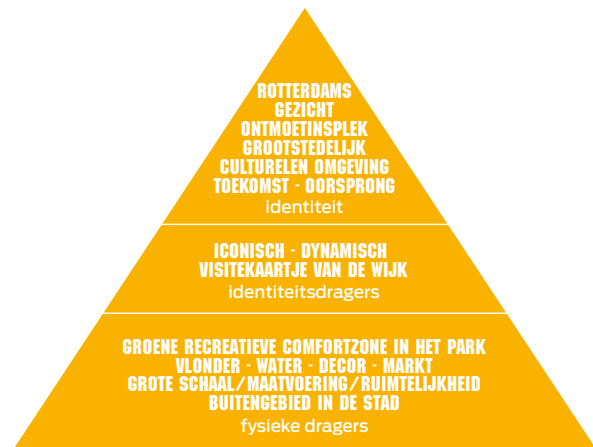 ROTTERDAMS
GEZICHT
ONTMOETINSPLEK
GROOTSTEDELIJK
CULTURELEN OMGEVING
TOEKOMST - OORSPRONG
identiteit
ICONISCH - DYNAMISCH
VISITEKAARTJE VAN DE WIJK
identiteitsdragers
GROENE RECREATIEVE COMFORTZONE IN HET PARK
VLONDER - WATER - DECOR - MARKT
GROTE SCHAAL/MAATVOERING/RUIMTELIJKHEID
BUITENGEBIED IN DE STAD
fysieke dragers